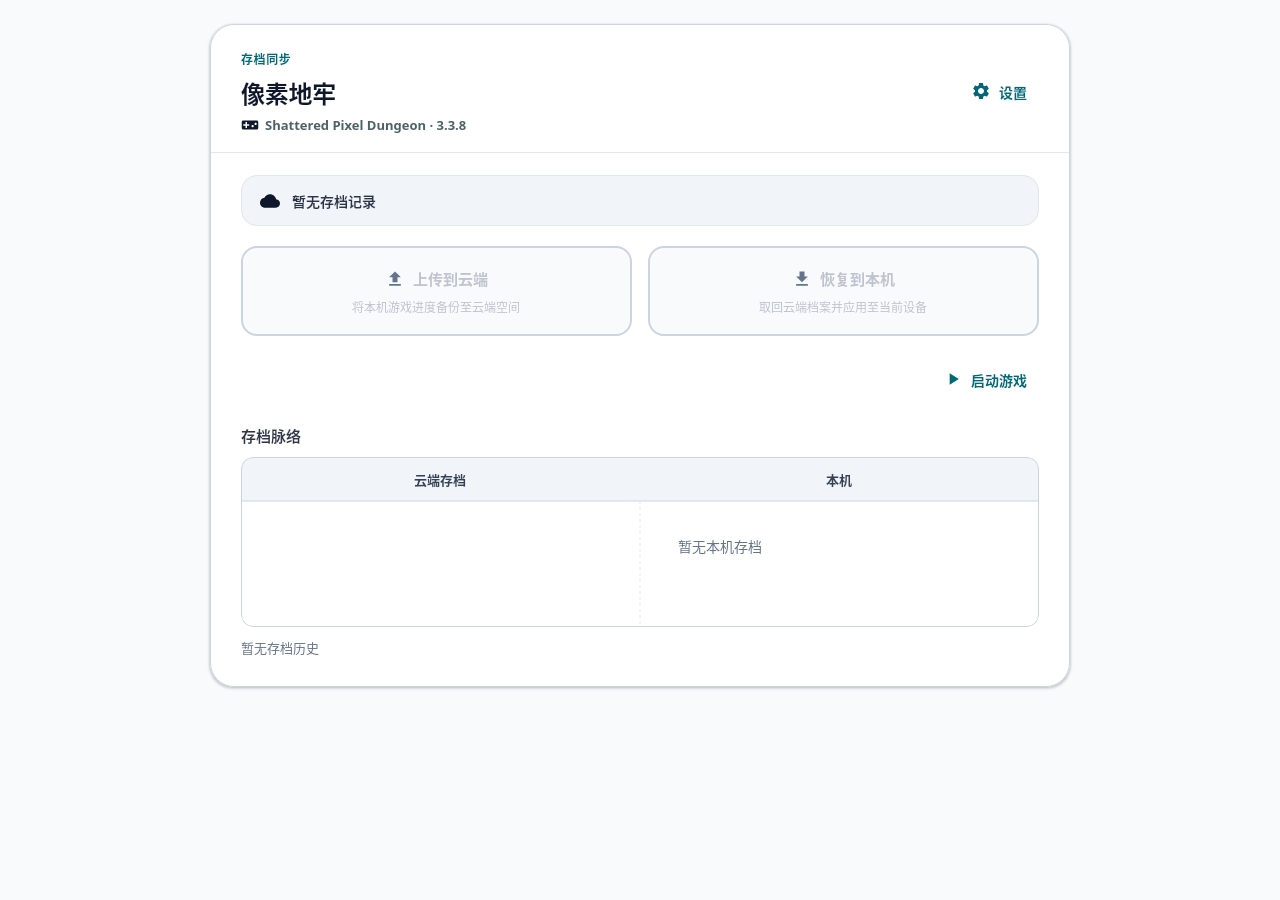 存档同步
像素地牢
设置
Shattered Pixel Dungeon · 3.3.8
暂无存档记录
上传到云端
将本机游戏进度备份至云端空间
恢复到本机
取回云端档案并应用至当前设备
启动游戏
存档脉络
云端存档
本机
暂无本机存档
暂无存档历史